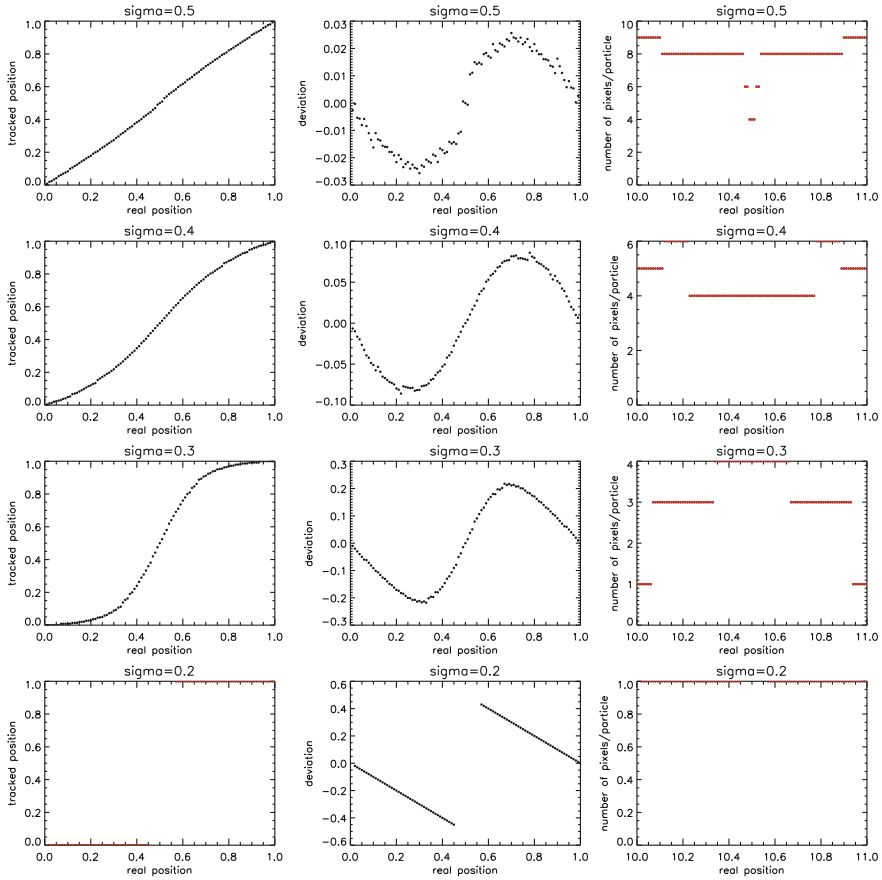 sigma=0.5
1.0
0.8
0.6
0.4
0.2
0.0
tracked position
0.0 0.2 0.4 0.6 0.8 1.0
real position
sigma=0.5
0.03
0.02
0.01
0.00
-0.01
-0.02
-0.03
deviation
0.0 0.2 0.4 0.6 0.8 1.0
real position
sigma=0.5
10
8
6
4
2
0
number of pixels/particle
10.0 10.2 10.4 10.6 10.8 11.0
real position
sigma=0.4
1.0
0.8
0.6
0.4
0.2
0.0
tracked position
0.0 0.2 0.4 0.6 0.8 1.0
real position
sigma=0.4
0.10
0.05
0.00
-0.05
-0.10
deviation
0.0 0.2 0.4 0.6 0.8 1.0
real position
sigma=0.4
6
4
2
0
number of pixels/particle
10.0 10.2 10.4 10.6 10.8 11.0
real position
sigma=0.3
1.0
0.8
0.6
0.4
0.2
0.0
tracked position
0.0 0.2 0.4 0.6 0.8 1.0
real position
sigma=0.3
0.3
0.2
0.1
0.0
-0.1
-0.2
-0.3
deviation
0.0 0.2 0.4 0.6 0.8 1.0
real position
sigma=0.3
4
3
2
1
0
number of pixels/particle
10.0 10.2 10.4 10.6 10.8 11.0
real position
sigma=0.2
1.0
0.8
0.6
0.4
0.2
0.0
tracked position
0.0 0.2 0.4 0.6 0.8 1.0
real position
sigma=0.2
0.6
0.4
0.2
0.0
-0.2
-0.4
-0.6
deviation
0.0 0.2 0.4 0.6 0.8 1.0
real position
sigma=0.2
1.0
0.8
0.6
0.4
0.2
0.0
number of pixels/particle
10.0 10.2 10.4 10.6 10.8 11.0
real position